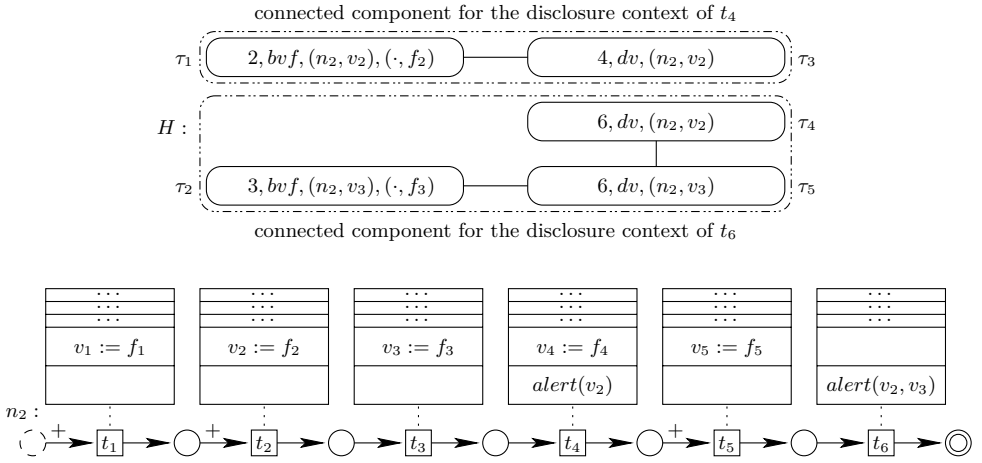 connected component for the disclosure context of t₄
τ₁ 2, bvf, (n₂, v₂), (·, f₂) 4, dv, (n₂, v₂) τ₃
H : 6, dv, (n₂, v₂) τ₄
τ₂ 3, bvf, (n₂, v₃), (·, f₃) 6, dv, (n₂, v₃) τ₅
connected component for the disclosure context of t₆
··· ··· ··· ··· ··· ···
··· ··· ··· ··· ··· ···
··· ··· ··· ··· ··· ···
v₁ := f₁ v₂ := f₂ v₃ := f₃ v₄ := f₄ v₅ := f₅
alert(v₂) alert(v₂, v₃)
n₂ :
+ t₁ + t₂ t₃ t₄ + t₅ t₆